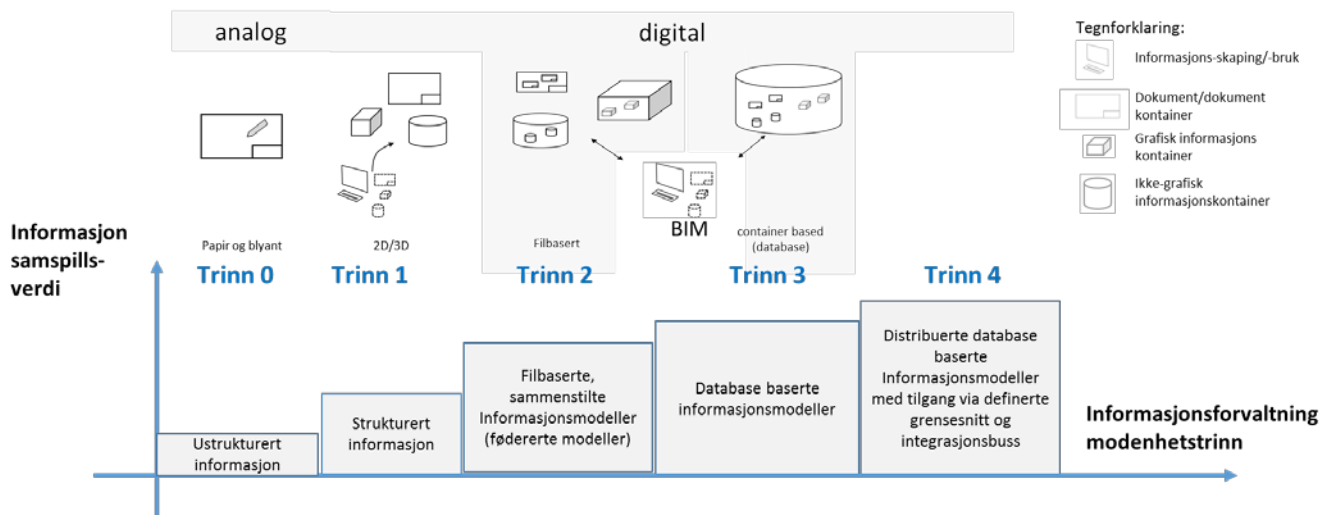 analog
digital
Tegnforklaring:
Informasjons-skaping/-bruk
Dokument/dokument
kontainer
Grafisk informasjons
kontainer
Ikke-grafisk
informasjonskontainer
BIM
Papir og blyant
2D/3D
Filbasert
container based
(database)
Informasjon
samspills-
verdi
Trinn 0
Trinn 1
Trinn 2
Trinn 3
Trinn 4
Ustrukturert
informasjon
Strukturert
informasjon
Filbaserte,
sammenstilte
Informasjonsmodeller
(fødererte modeller)
Database baserte
informasjonsmodeller
Distribuerte database
baserte
Informasjonsmodeller
med tilgang via definerte
grensesnitt og
integrasjonsbuss
Informasjonsforvaltning
modenhetstrinn